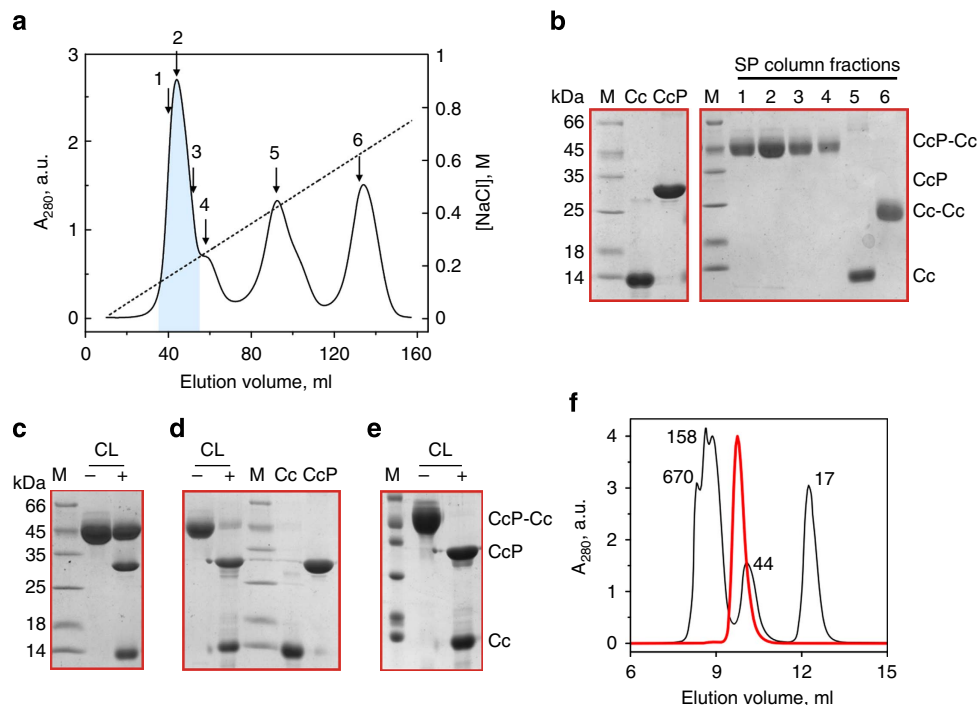 a
3
2
1
0
A280, a.u.
1
2
3
4
5
6
1
0.8
0.6
0.4
0.2
0
[NaCl], M
0 40 80 120 160
Elution volume, ml
b
SP column fractions
kDa M Cc CcP M 1 2 3 4 5 6
66
45
35
25
18
14
CcP-Cc
CcP
Cc-Cc
Cc
c
CL
M – +
kDa
66
45
35
25
18
14
d
CL
– + M Cc CcP
e
CL
– +
CcP-Cc
CcP
Cc
f
4
3
2
1
0
A280, a.u.
158
670
44
17
6 9 12 15
Elution volume, ml